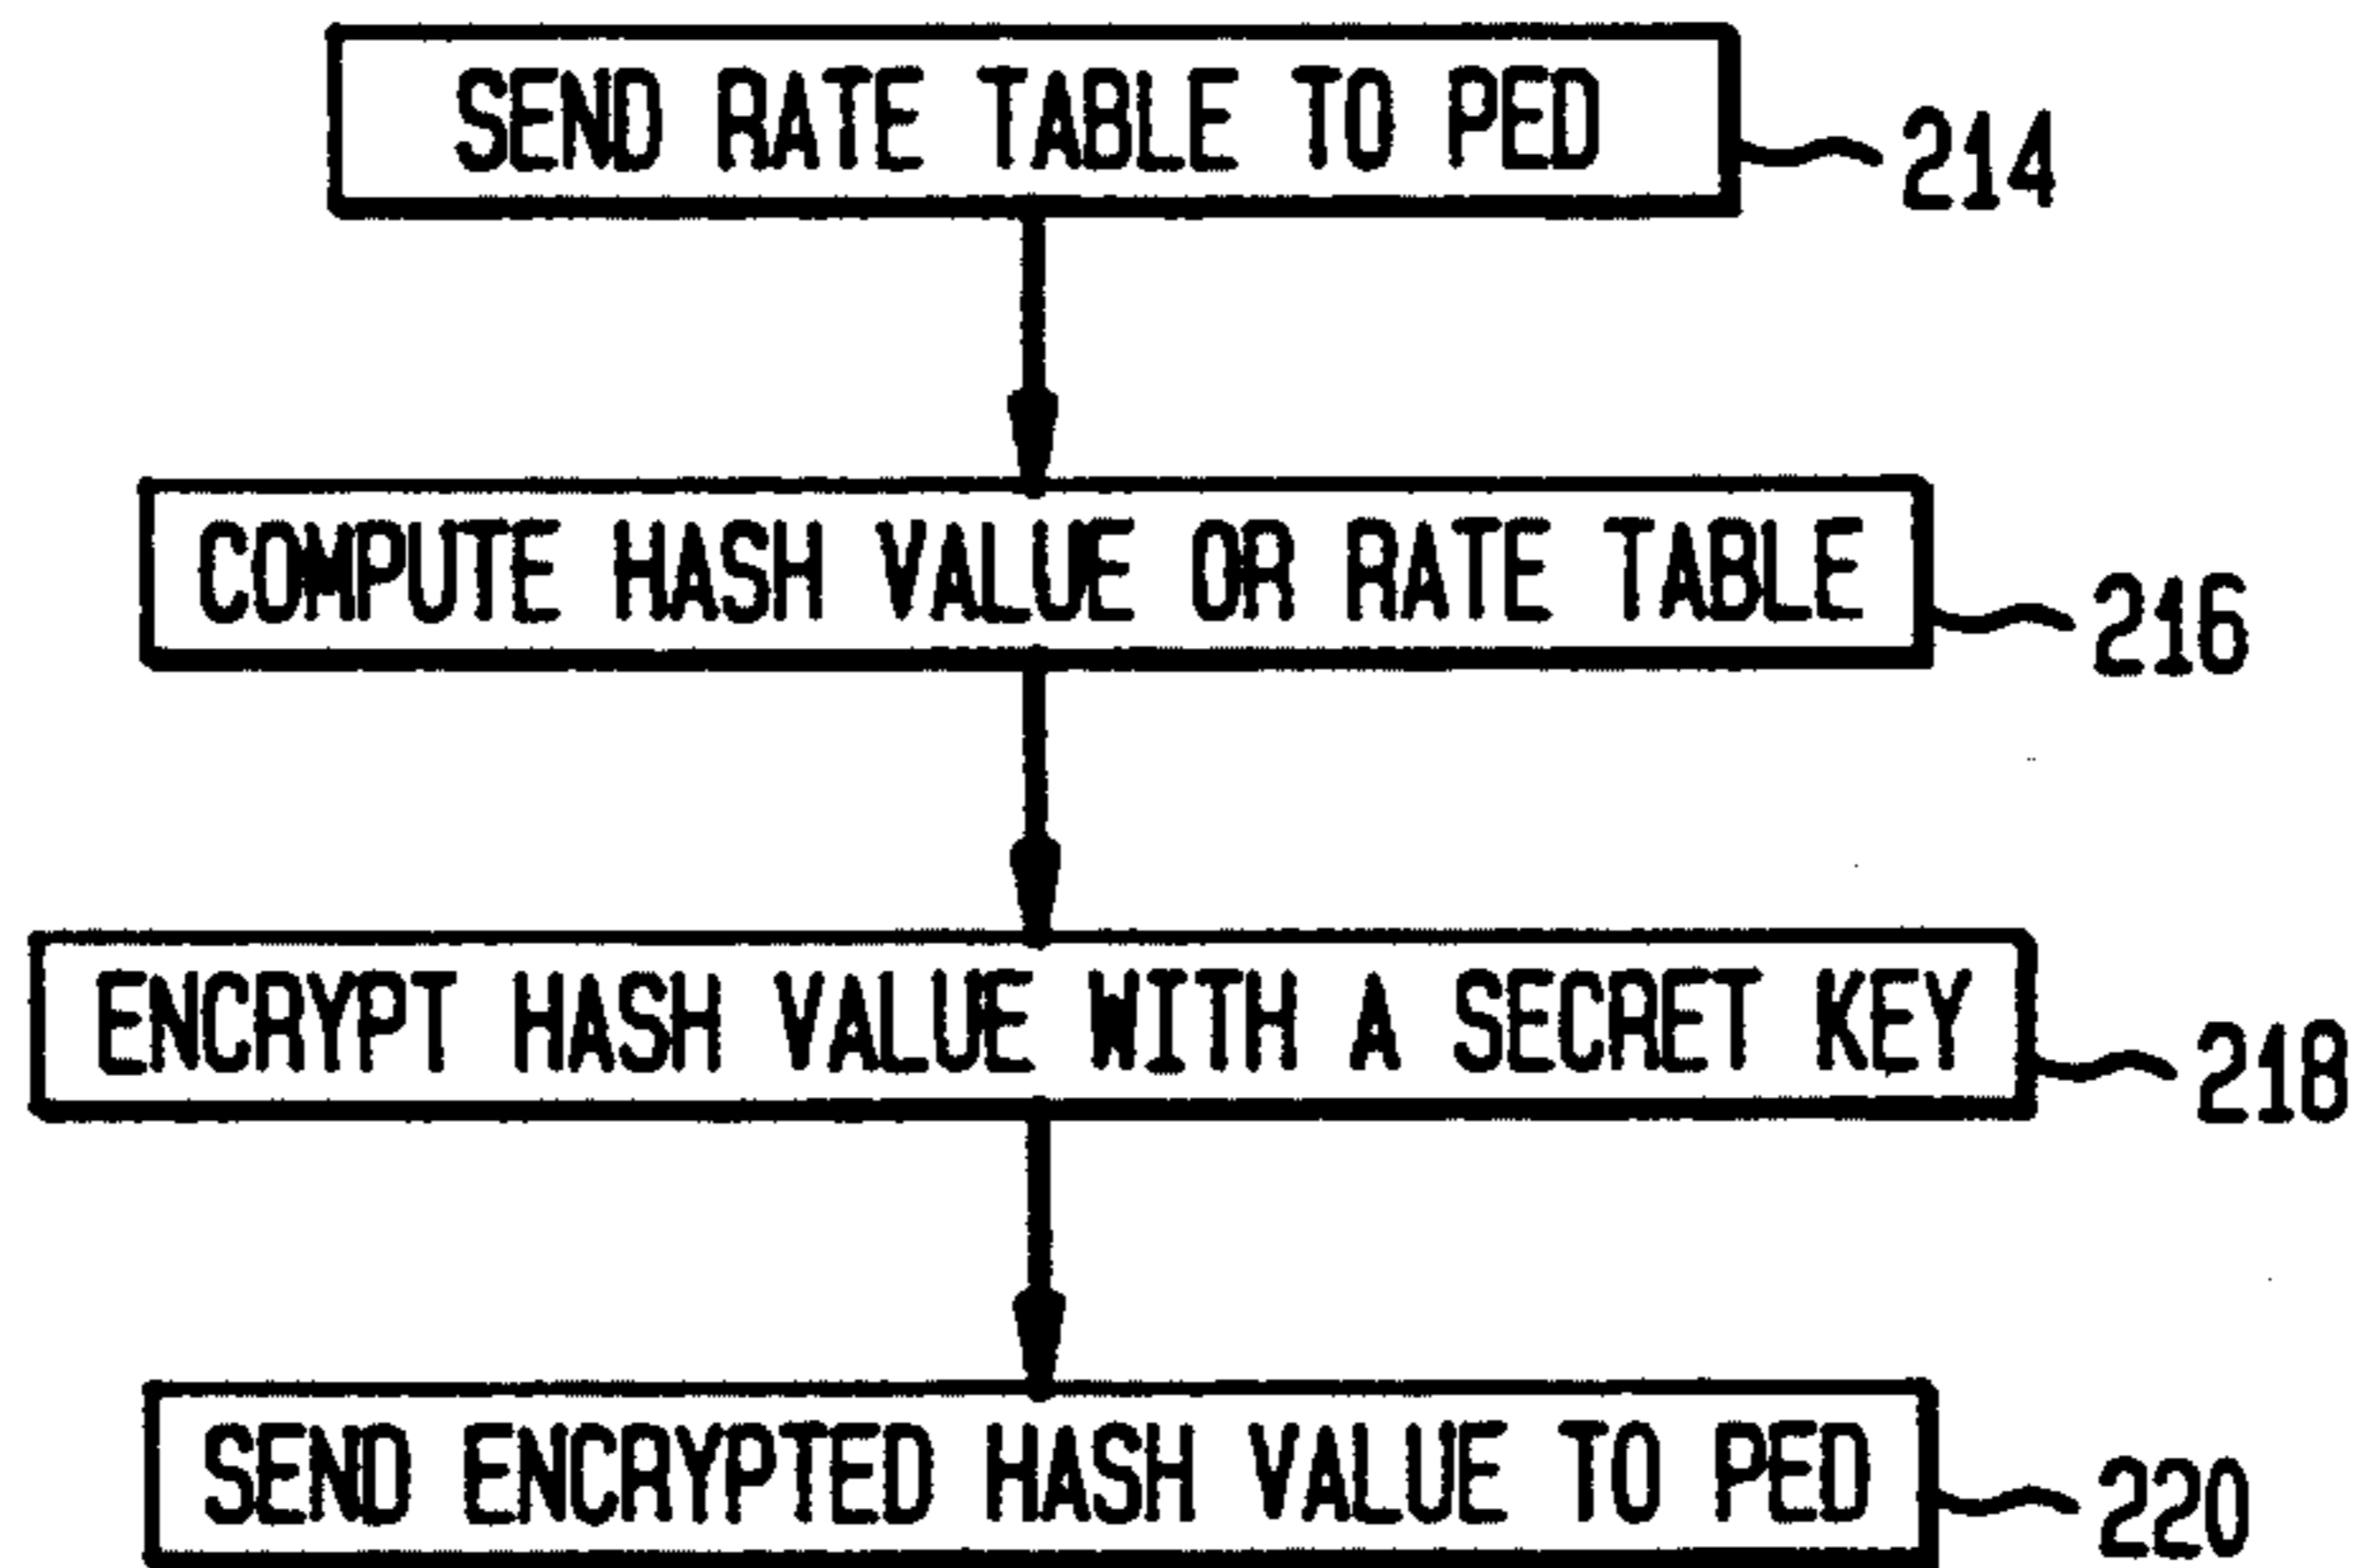 SEND RATE TABLE TO PED
214
COMPUTE HASH VALUE OR RATE TABLE
216
ENCRYPT HASH VALUE WITH A SECRET KEY
218
SEND ENCRYPTED HASH VALUE TO PED
220